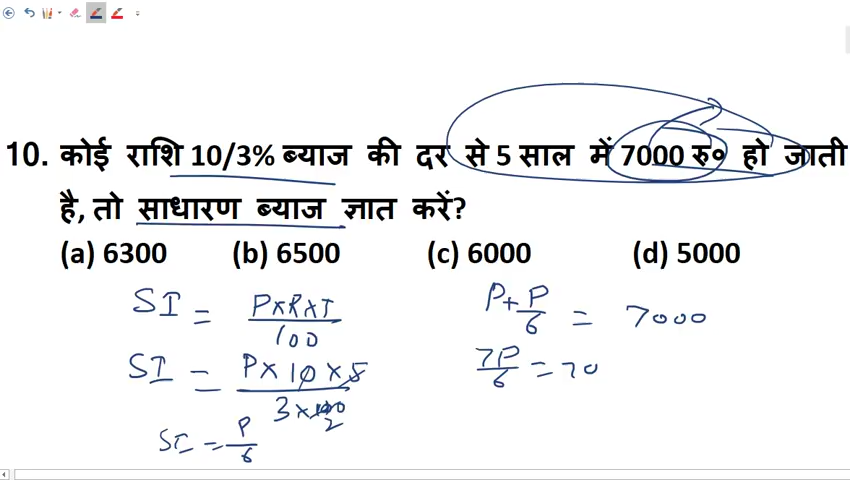 10. कोई राशि 10/3% ब्याज की दर से 5 साल में 7000 रु० हो जाती
है, तो साधारण ब्याज ज्ञात करें?
(a) 6300 (b) 6500 (c) 6000 (d) 5000
SI = P×R×T/100
P+P/6 = 7000
SI = P×10×5/3×100 2
7P/6 = 70
SI = P/6